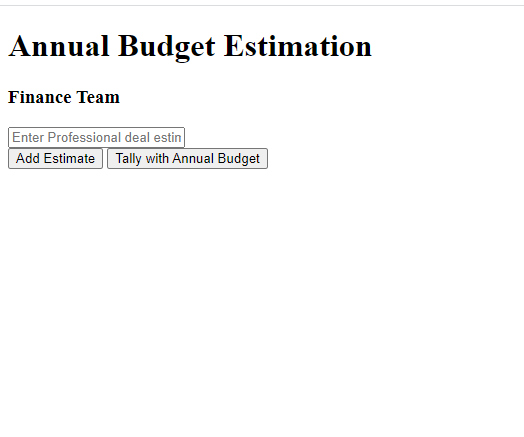 Annual Budget Estimation
Finance Team
Enter Professional deal estin
Add Estimate Tally with Annual Budget